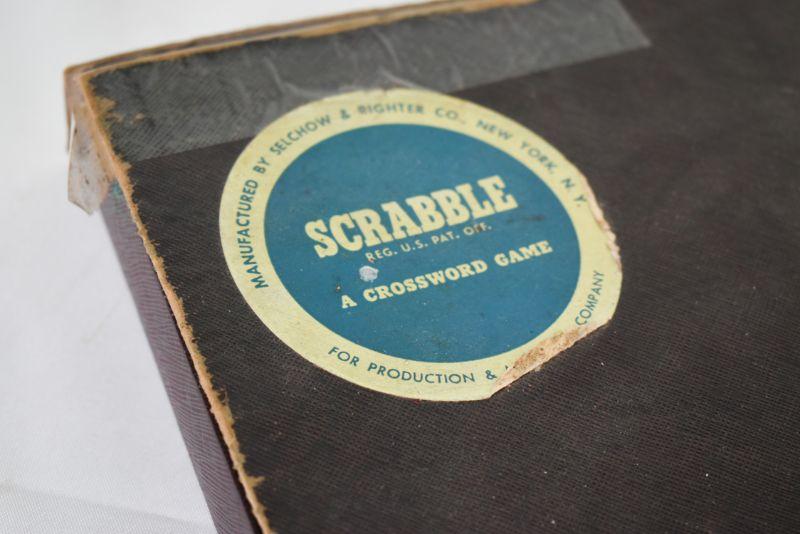 MANUFACTURED BY SELCHOW & RIGHTER CO., NEW YORK, N.Y.
SCRABBLE
REG. U.S. PAT. OFF.
A CROSSWORD GAME
FOR PRODUCTION & COMPANY